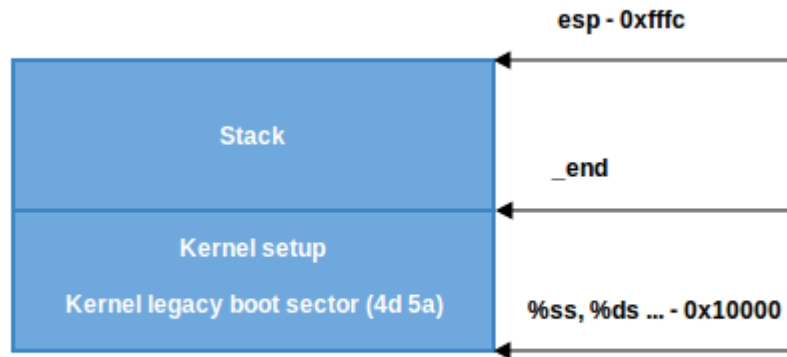 esp - 0xfffc
Stack
_end
Kernel setup
Kernel legacy boot sector (4d 5a)
%ss, %ds ... - 0x10000